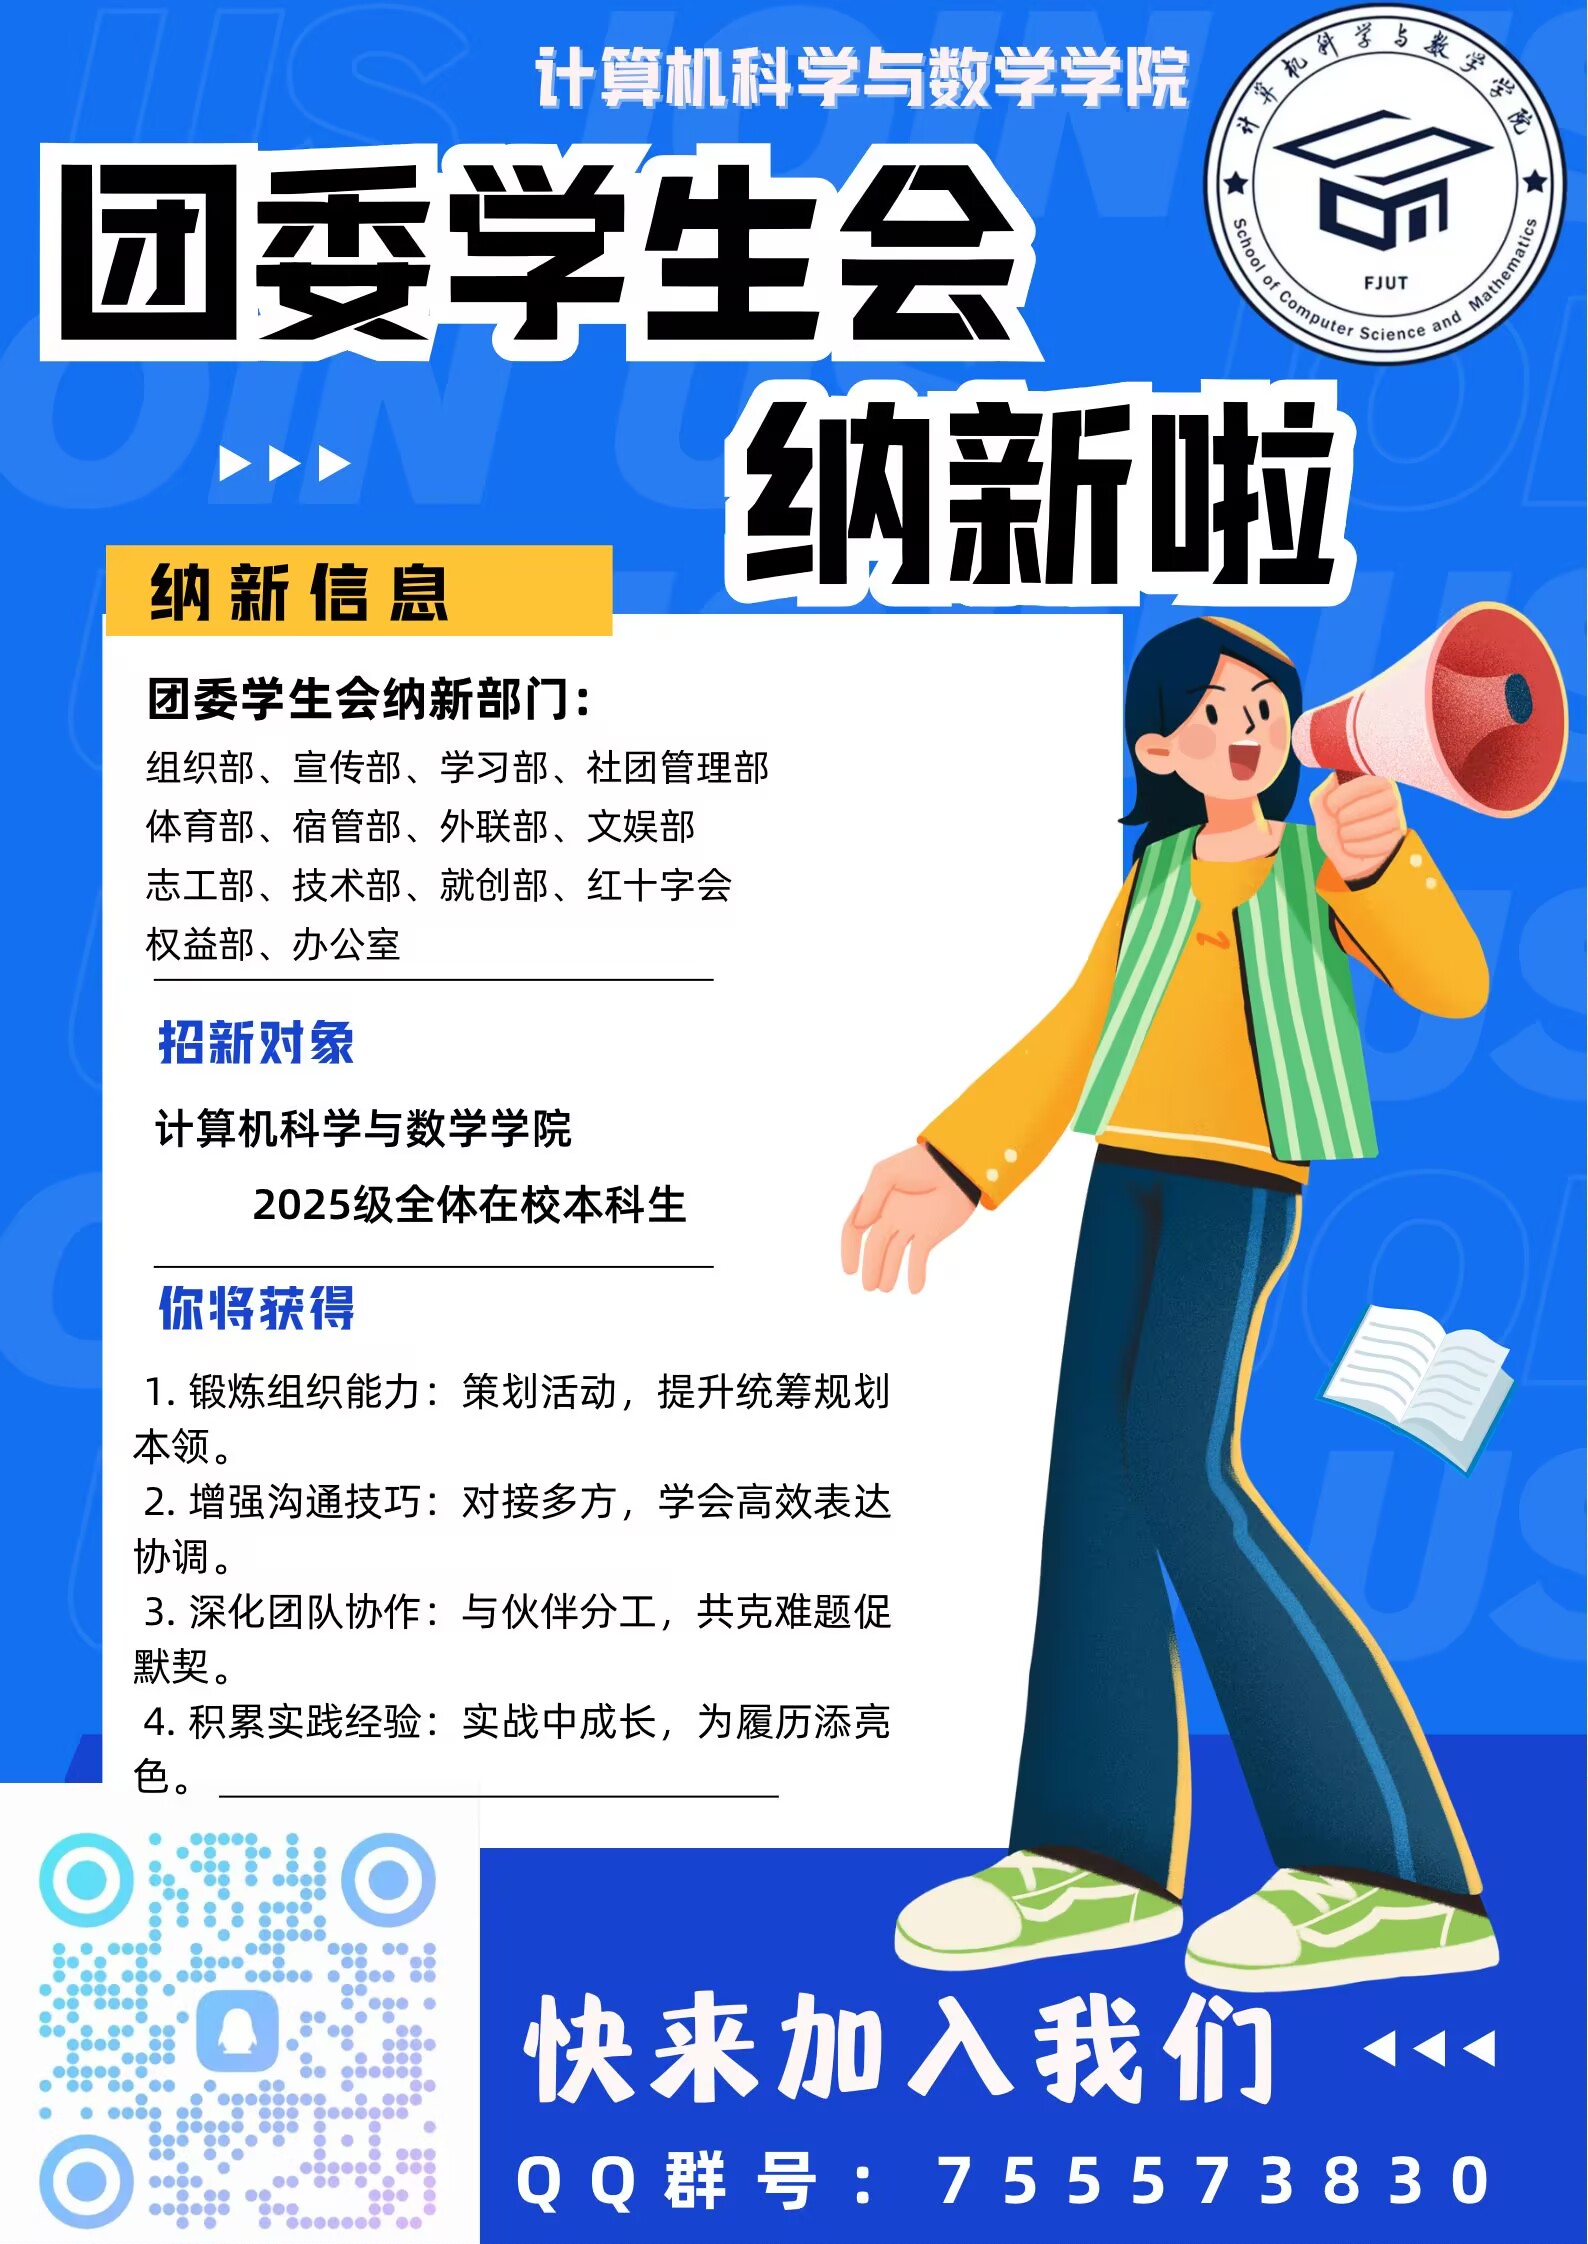 计算机科学与数学学院
计算机科学与数学学院
FJUT
School of Computer Science and Mathematics
团委学生会
纳新啦
纳新信息
团委学生会纳新部门：
组织部、宣传部、学习部、社团管理部
体育部、宿管部、外联部、文娱部
志工部、技术部、就创部、红十字会
权益部、办公室
招新对象
计算机科学与数学学院
2025级全体在校本科生
你将获得
1. 锻炼组织能力：策划活动，提升统筹规划
本领。
2. 增强沟通技巧：对接多方，学会高效表达
协调。
3. 深化团队协作：与伙伴分工，共克难题促
默契。
4. 积累实践经验：实战中成长，为履历添亮
色。
快来加入我们
QQ群号：755573830